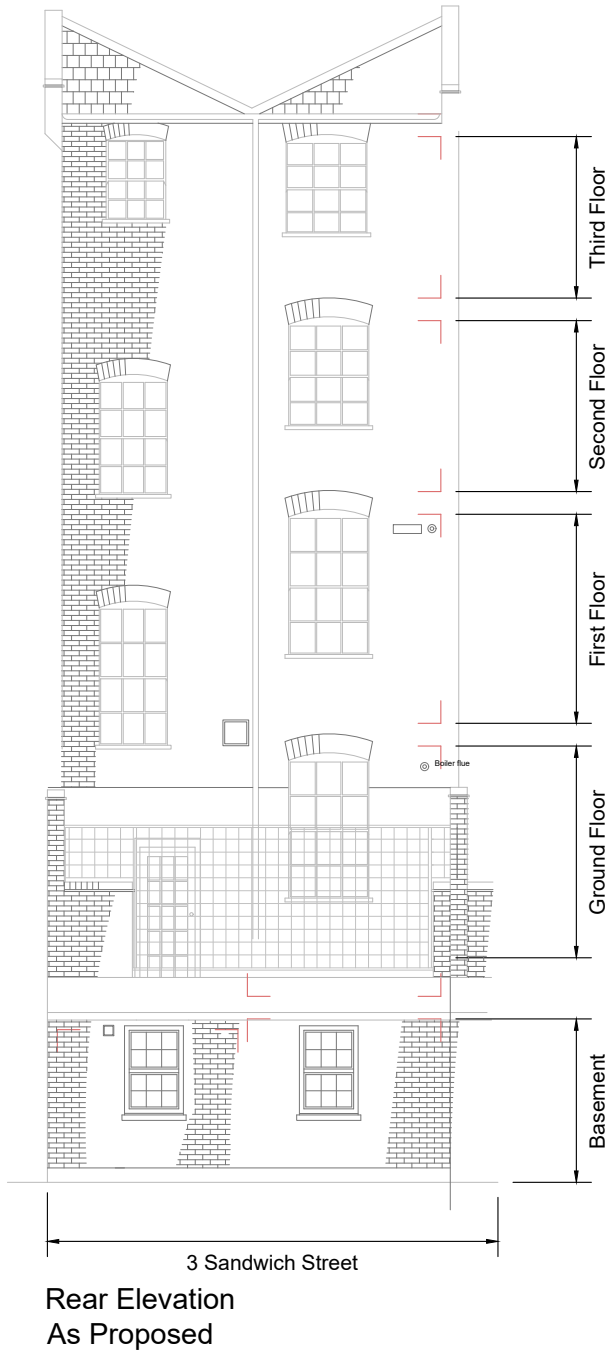 Third Floor
Second Floor
First Floor
Boiler flue
Ground Floor
Basement
3 Sandwich Street
Rear Elevation
As Proposed